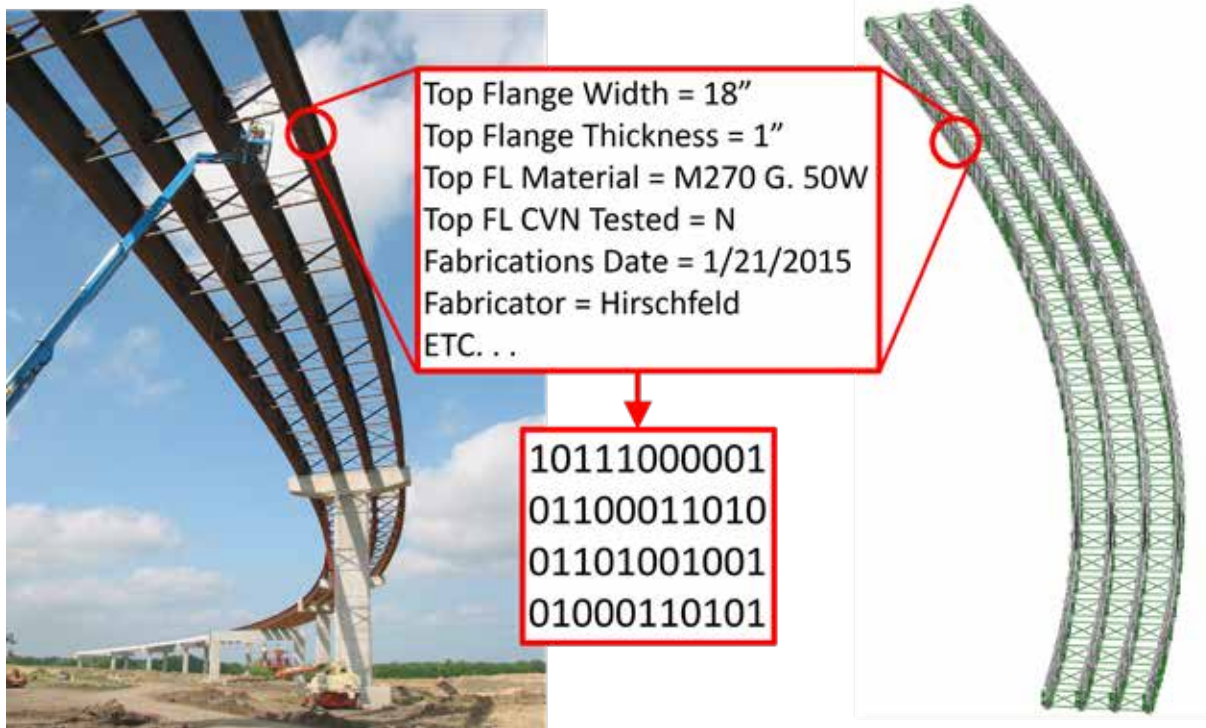 Top Flange Width = 18”
Top Flange Thickness = 1”
Top FL Material = M270 G. 50W
Top FL CVN Tested = N
Fabrications Date = 1/21/2015
Fabricator = Hirschfeld
ETC. . .
10111000001
01100011010
01101001001
01000110101